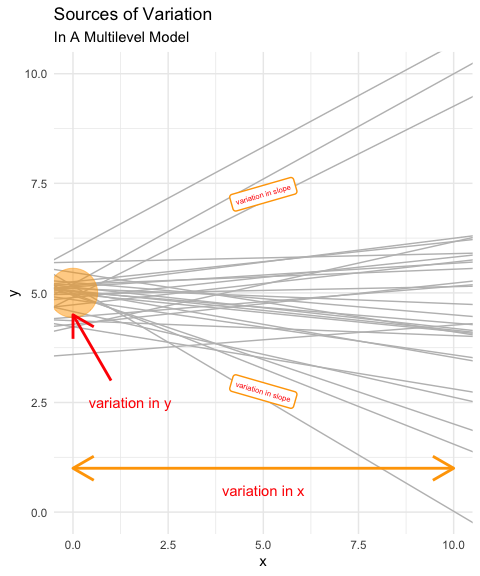 Sources of Variation
In A Multilevel Model
10.0
7.5
variation in slope
y
5.0
variation in slope
2.5
variation in y
variation in x
0.0
0.0 2.5 5.0 7.5 10.0
x